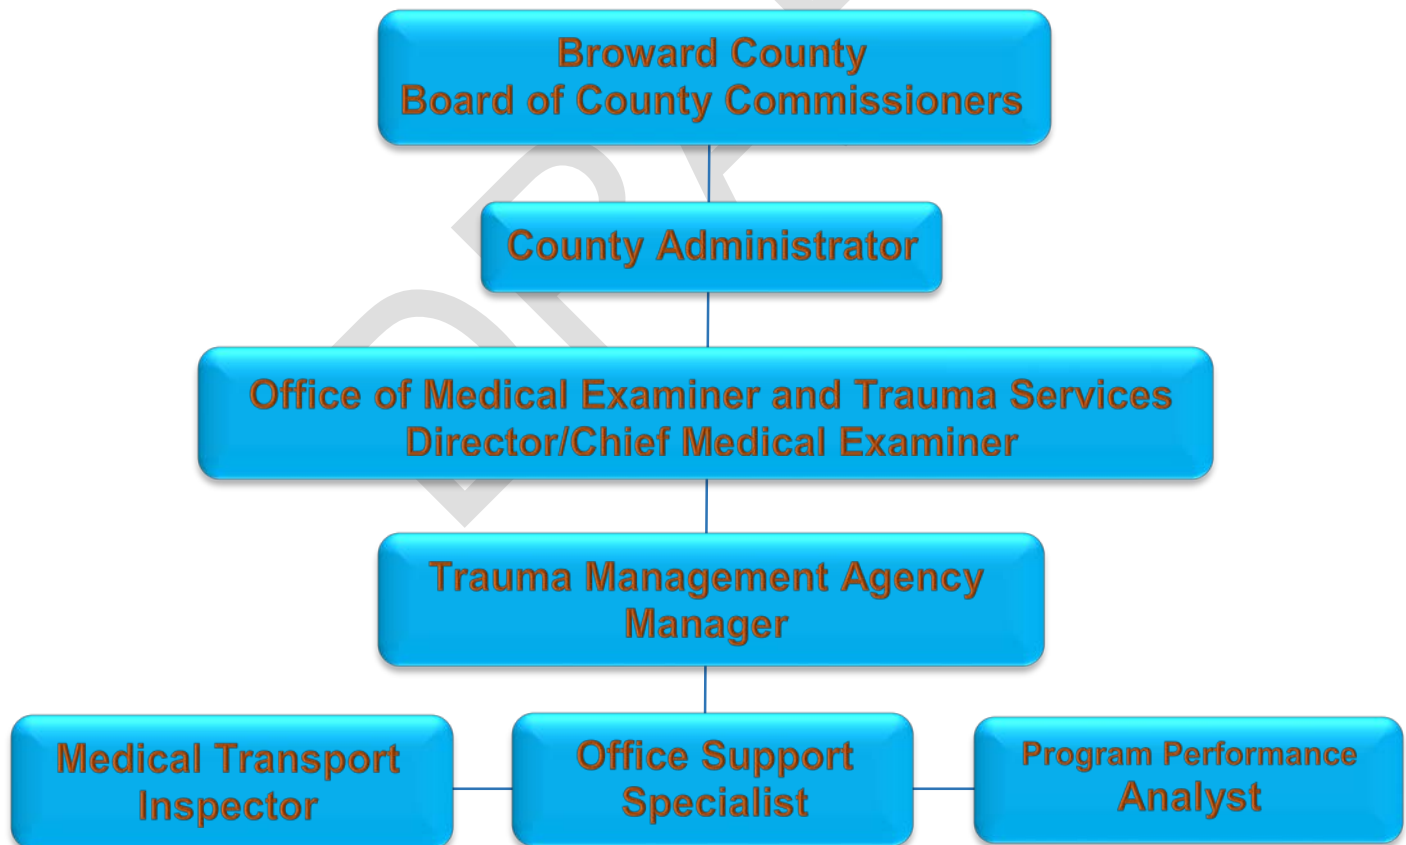 Broward County
Board of County Commissioners
County Administrator
Office of Medical Examiner and Trauma Services
Director/Chief Medical Examiner
Trauma Management Agency
Manager
Medical Transport
Inspector
Office Support
Specialist
Program Performance
Analyst